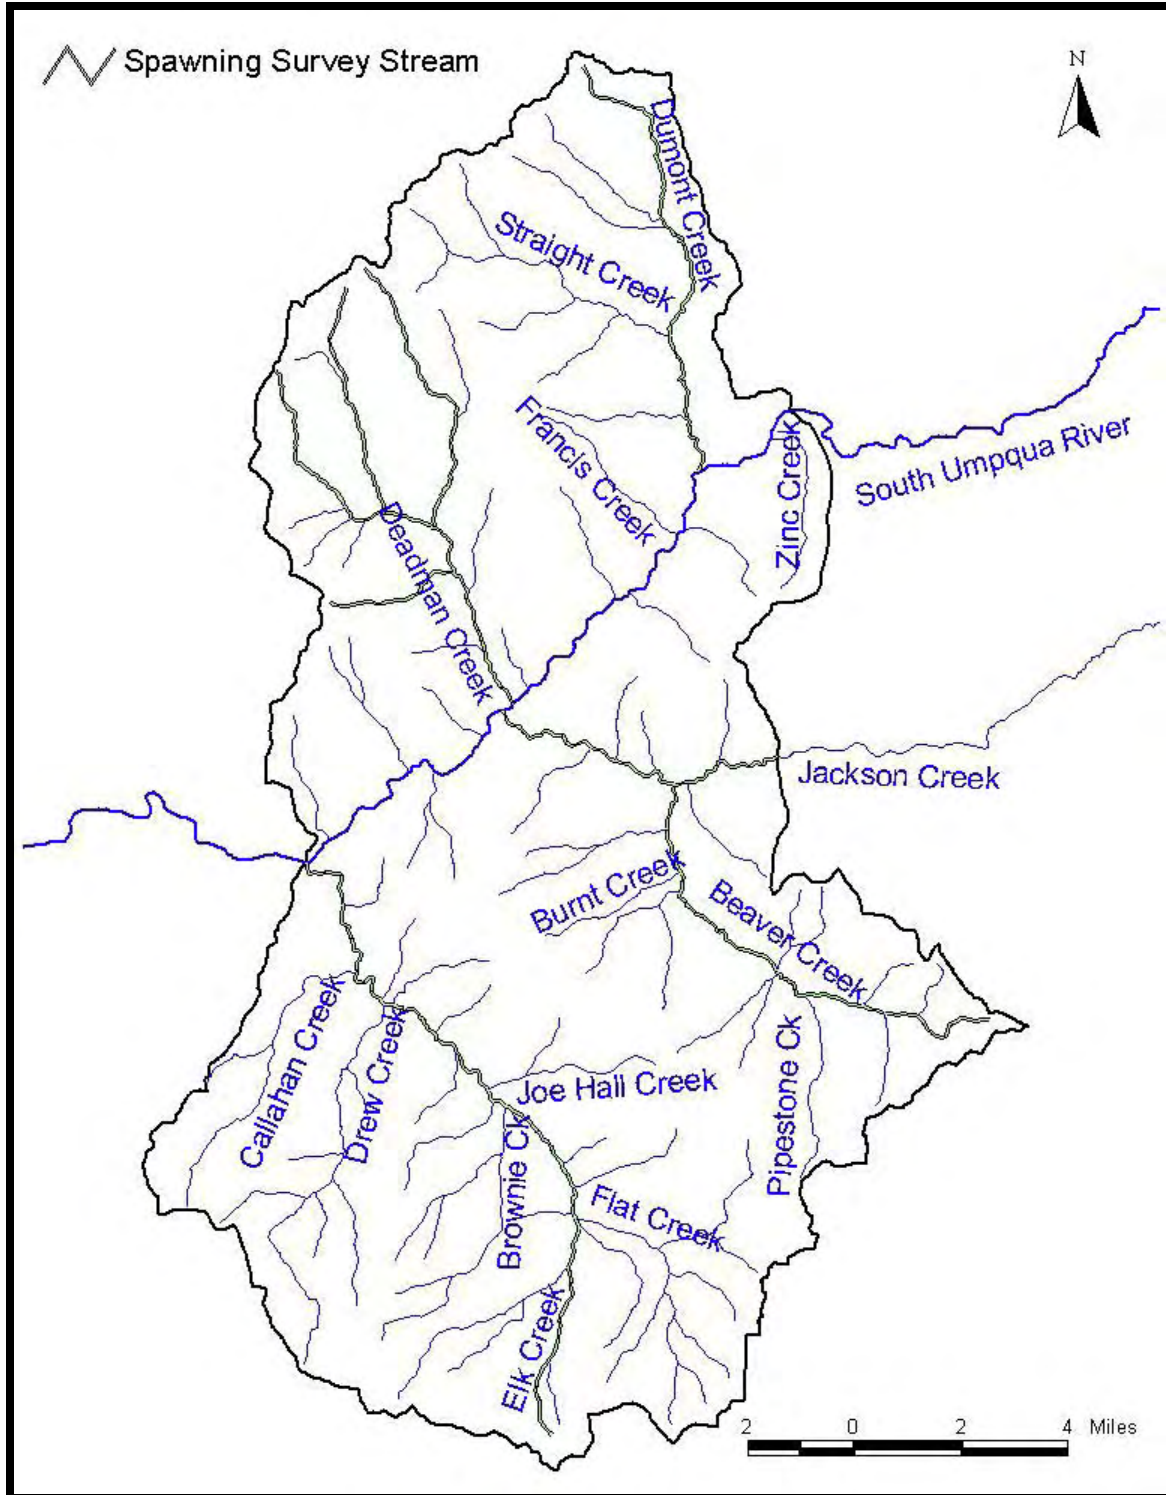 Spawning Survey Stream
N
Dumont Creek
Straight Creek
Francis Creek
Zinc Creek
South Umpqua River
Deadman Creek
Jackson Creek
Burnt Creek
Beaver Creek
Callahan Creek
Drew Creek
Joe Hall Creek
Brownie Ck
Pipestone Ck
Flat Creek
Elk Creek
2 0 2 4 Miles